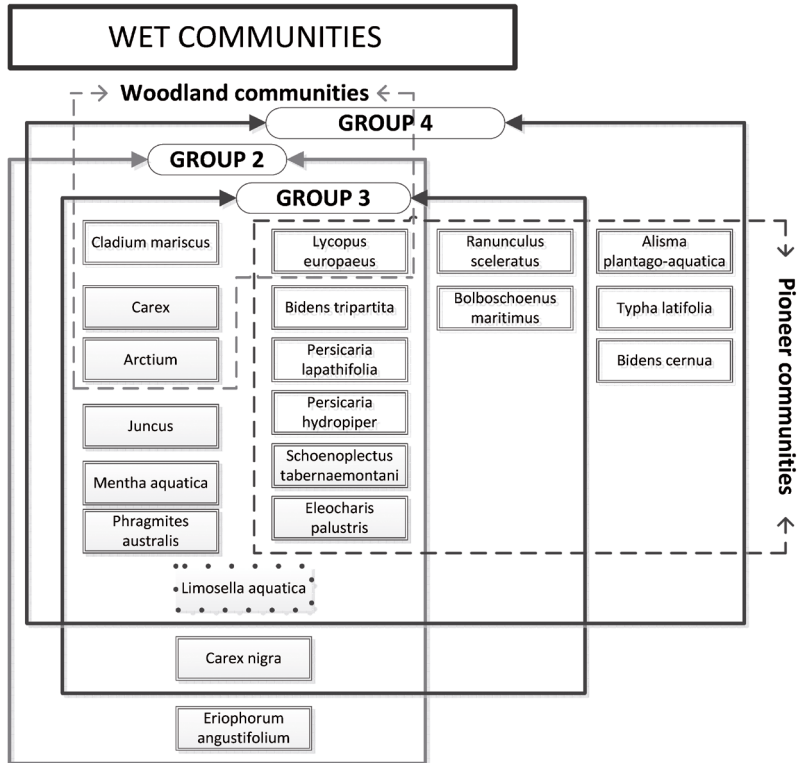 WET COMMUNITIES
Woodland communities
GROUP 4
GROUP 2
GROUP 3
Cladium mariscus
Lycopus
europaeus
Ranunculus
sceleratus
Alisma
plantago-aquatica
Carex
Bidens tripartita
Bolboschoenus
maritimus
Typha latifolia
Arctium
Persicaria
lapathifolia
Bidens cernua
Juncus
Persicaria
hydropiper
Mentha aquatica
Schoenoplectus
tabernaemontani
Phragmites
australis
Eleocharis
palustris
Limosella aquatica
Carex nigra
Eriophorum
angustifolium
Pioneer communities